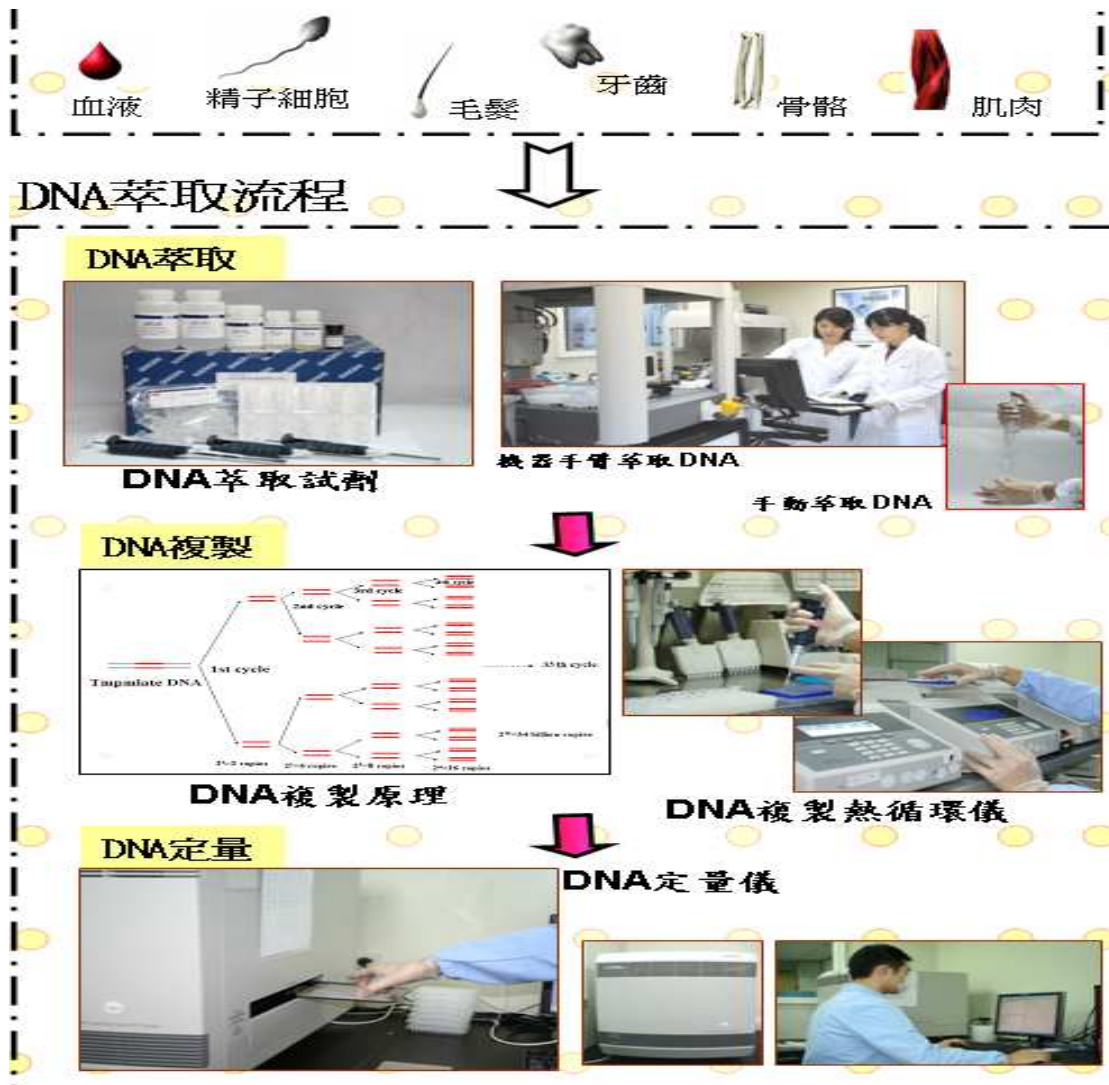 血液
精子細胞
毛髮
牙齒
骨骼
肌肉
DNA萃取流程
DNA萃取
DNA萃取試劑
機器手臂萃取DNA
手動萃取DNA
DNA複製
1st cycle
2nd cycle
3rd cycle
35th cycle
Tmpmlate DNA
DNA複製原理
DNA複製熱循環儀
DNA定量
DNA定量儀